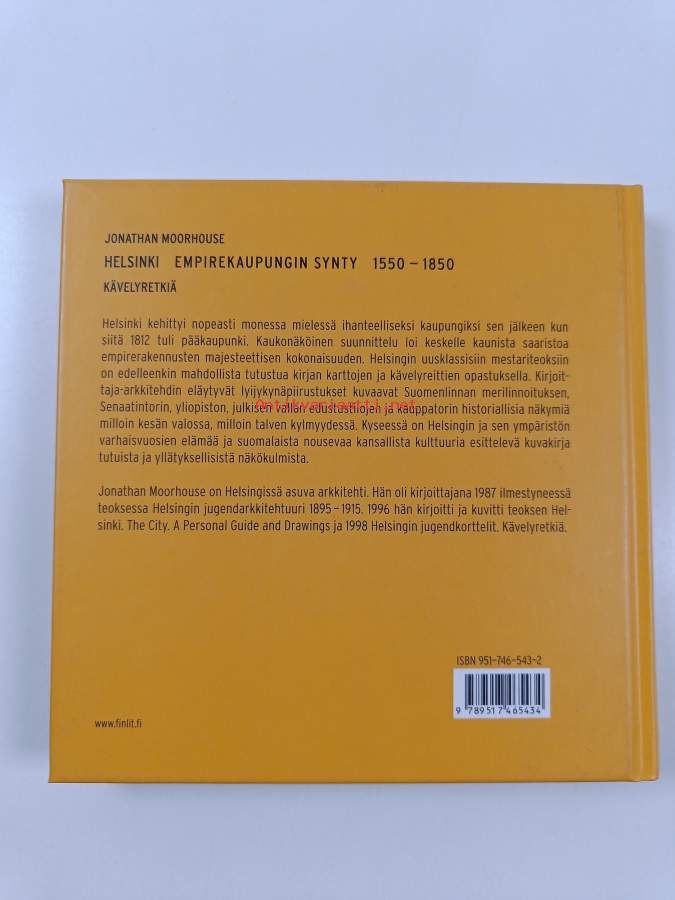 JONATHAN MOORHOUSE
HELSINKI EMPIREKAUPUNGIN SYNTY 1550 – 1850
KÄVELYRETKIÄ
Helsinki kehittyi nopeasti monessa mielessä ihanteelliseksi kaupungiksi sen jälkeen kun
siitä 1812 tuli pääkaupunki. Kaukonäköinen suunnittelu loi keskelle kaunista saaristoa
empirerakennusten majesteettisen kokonaisuuden. Helsingin uusklassisiin mestariteoksiin
on edelleenkin mahdollista tutustua kirjan karttojen ja kävelyreittien opastuksella. Kirjoit-
taja-arkkitehdin eläytyvät lyijykynäpiirustukset kuvaavat Suomenlinnan merilinnoituksen,
Senaatintorin, yliopiston, julkisen vallan edustustilojen ja kauppatorin historiallisia näkymiä
Antikvariaatti.net
milloin kesän valossa, milloin talven kylmyydessä. Kyseessä on Helsingin ja sen ympäristön
varhaisvuosien elämää ja suomalaista nousevaa kansallista kulttuuria esittelevä kuvakirja
tutuista ja yllätyksellisistä näkökulmista.
Jonathan Moorhouse on Helsingissä asuva arkkitehti. Hän oli kirjoittajana 1987 ilmestyneessä
teoksessa Helsingin jugendarkkitehtuuri 1895 – 1915. 1996 hän kirjoitti ja kuvitti teoksen Hel-
sinki. The City. A Personal Guide and Drawings ja 1998 Helsingin jugendkorttelit. Kävelyretkiä.
ISBN 951-746-543-2
9 789517 465434
www.finlit.fi